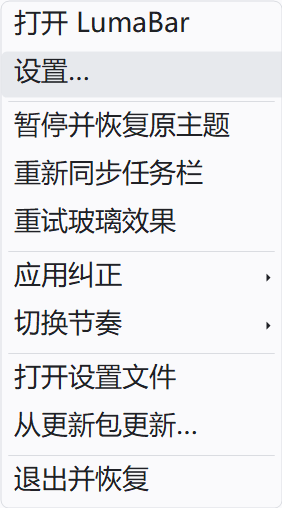 打开 LumaBar
设置...
暂停并恢复原主题
重新同步任务栏
重试玻璃效果
应用纠正
切换节奏
打开设置文件
从更新包更新...
退出并恢复